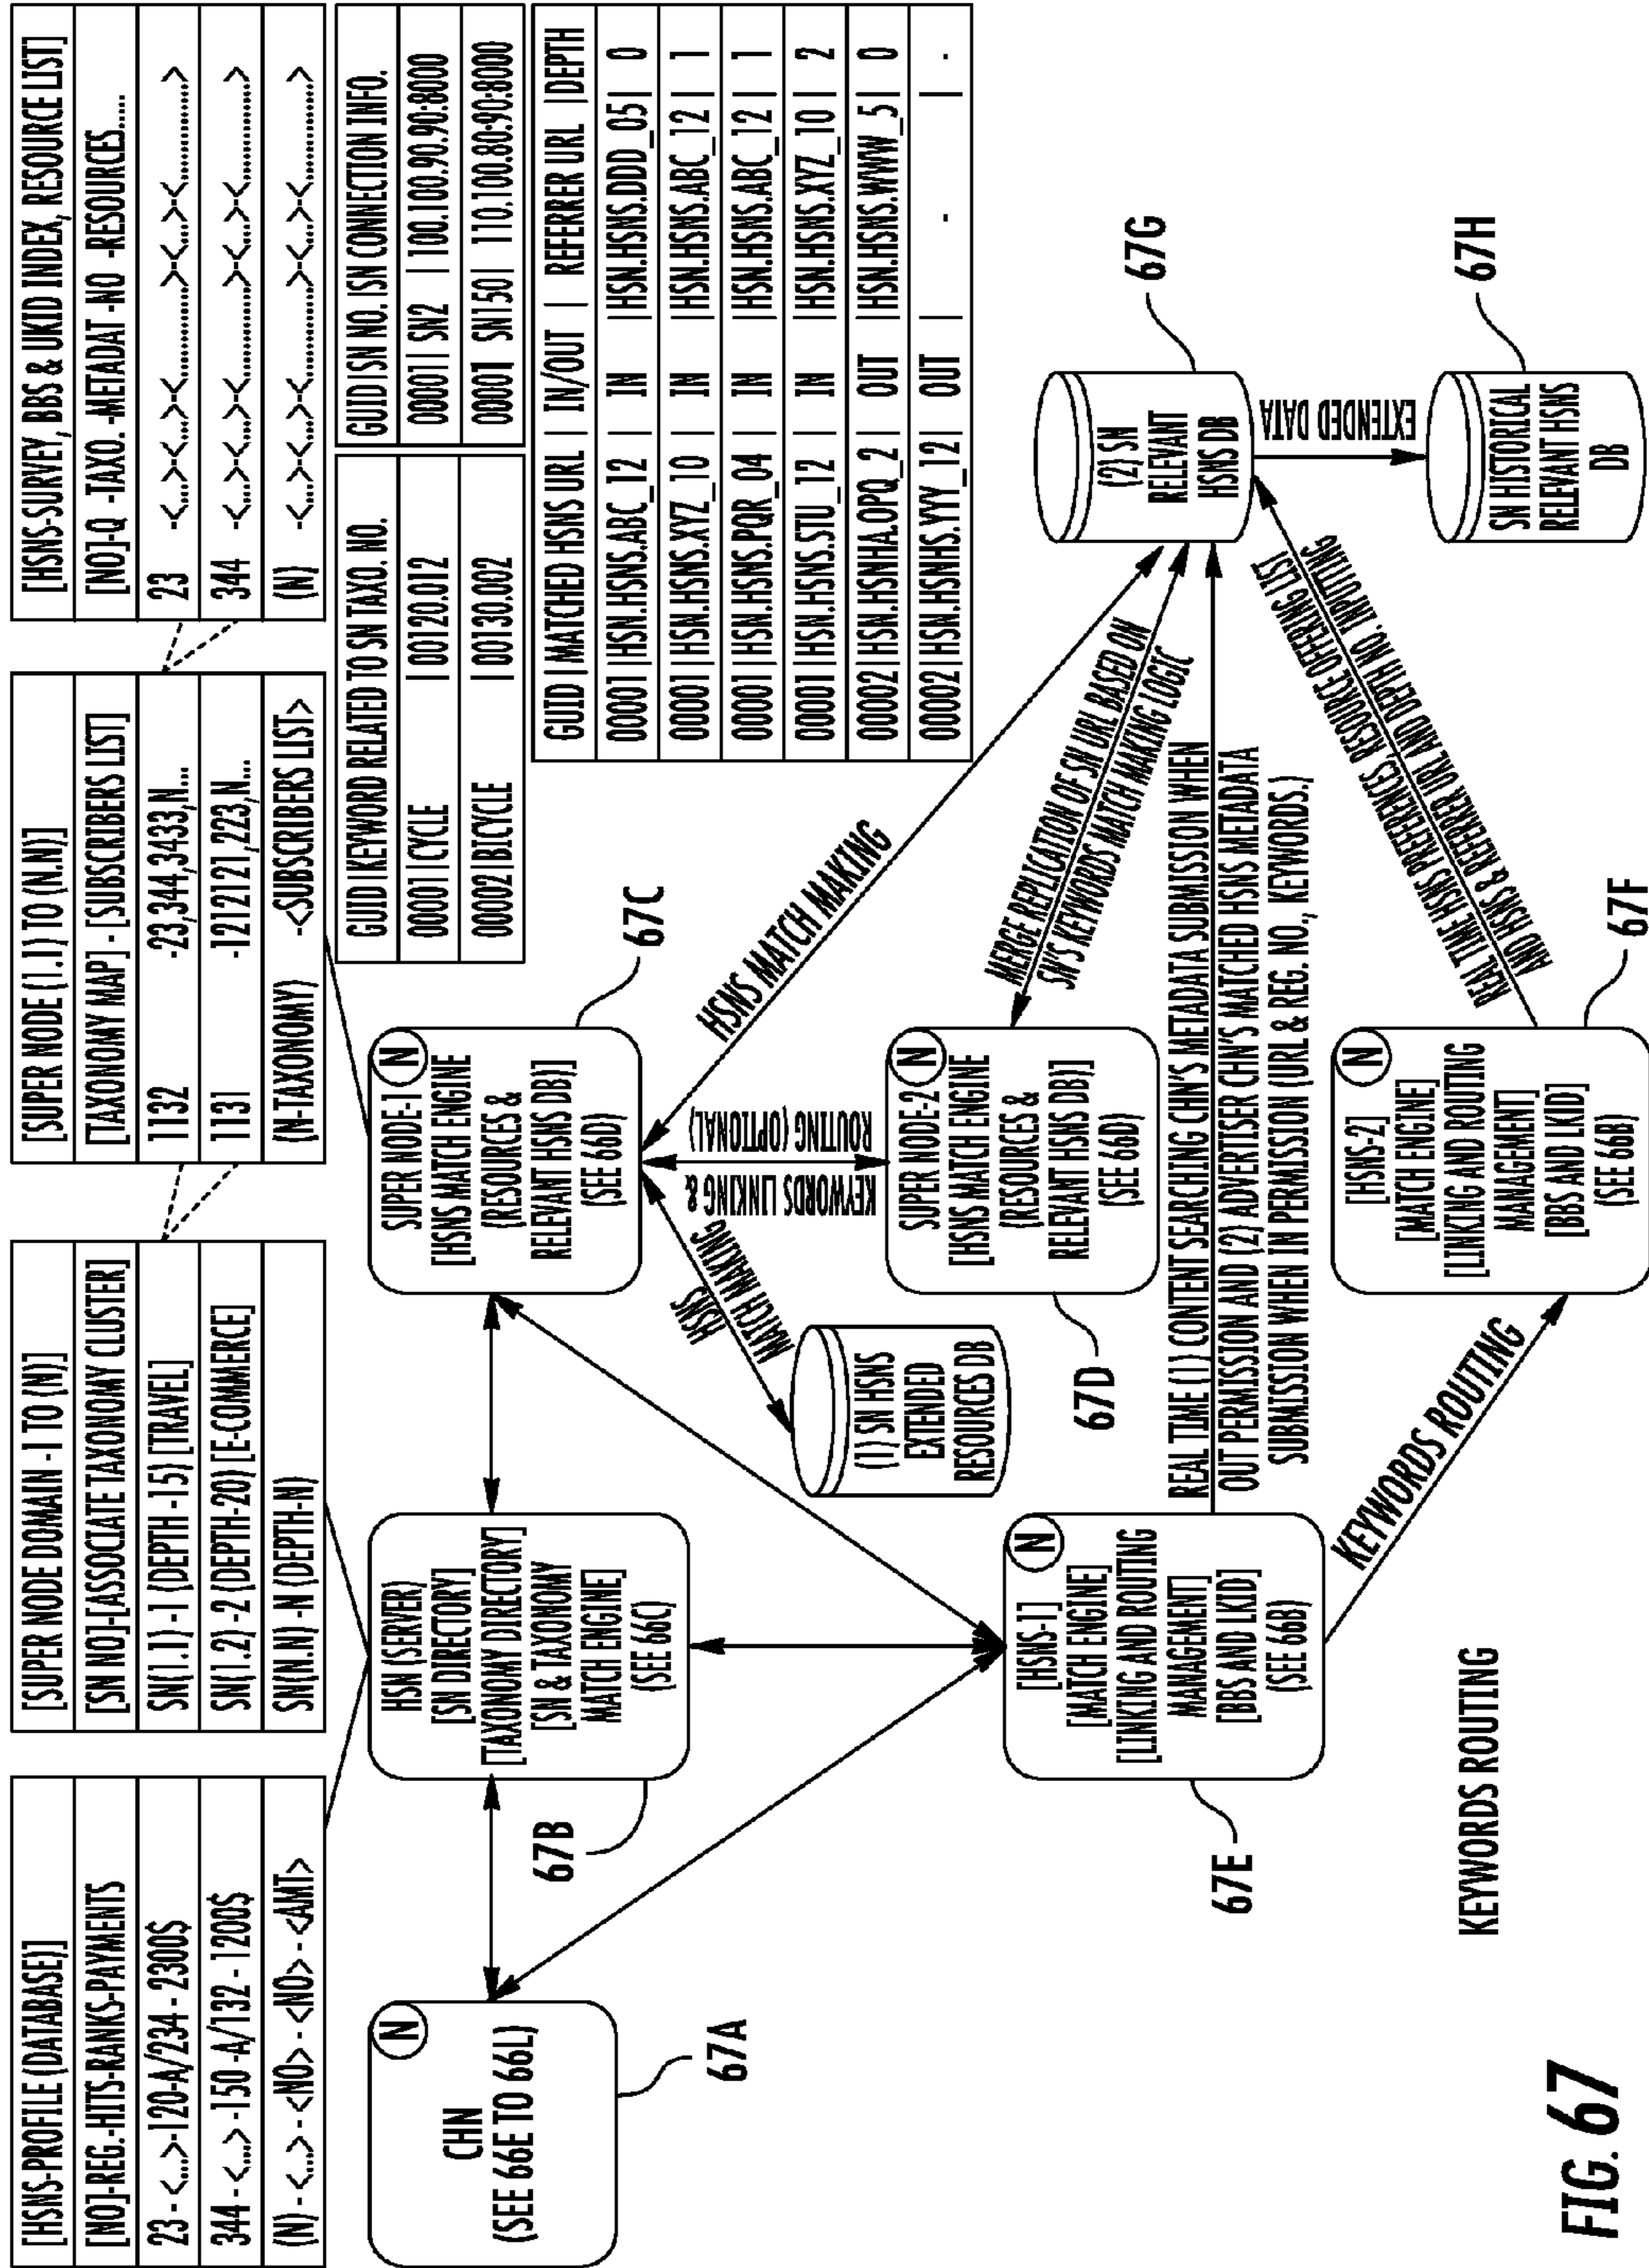 [HSNS-PROFILE (DATABASE)]
[NO]-REG.-HITS-RANKS-PAYMENTS
23 - <...>-120-A/234 - 2300$
344 - <...> -150 -A/132 - 1200$
(N) - <...> - <NO> - <NO> - <AMT>
[SUPER NODE DOMAIN - 1 TO (N)]
[SN NO]-[ASSOCIATE TAXONOMY CLUSTER]
SN(1.1) -1 (DEPTH -15) [TRAVEL]
SN(1.2) -2 (DEPTH-20) [E-COMMERCE]
SN(N.N) -N (DEPTH-N)
[SUPER NODE (1.1) TO (N.N)]
[TAXONOMY MAP] - [SUBSCRIBERS LIST]
1132 -23,344,3433,N...
1131 -1212121,223,N...
(N-TAXONOMY) -<SUBSCRIBERS LIST>
[HSNS-SURVEY, BBS & UKID INDEX, RESOURCE LIST]
[NO]-Q -TAXO. -METADAT -NO -RESOURCES....
23 -<...>-<...>-<...............>-<...>-<...>-<...............>
344 -<...>-<...>-<...............>-<...>-<...>-<...............>
(N) -<...>-<...>-<...............>-<...>-<...>-<...............>
GUID | KEYWORD RELATED TO SN TAXO. NO.
00001 | CYCLE | 00120.012
00002 | BICYCLE | 00130.002
GUID | SN NO. | SN CONNECTION INFO.
00001 | SN2 | 100.100.90.90:8000
00001 SN150 | 110.100.80.90:8000
GUID | MATCHED HSNS URL | IN/OUT | REFERRER URL | DEPTH
00001 | HSN.HSNS.ABC_12 | IN | HSN.HSNS.DDD_05 | 0
00001 | HSN.HSNS.XYZ_10 | IN | HSN.HSNS.ABC_12 | 1
00001 | HSN.HSNS.PQR_04 | IN | HSN.HSNS.ABC_12 | 1
00001 | HSN.HSNS.STU_12 | IN | HSN.HSNS.XYZ_10 | 2
00002 | HSN.HSNHA.OPQ_2 | OUT | HSN.HSNS.WWW_5 | 0
00002 | HSN.HSNHS.YYY_12 | OUT | - | .
N
CHN
(SEE 66E TO 66L)
67A
HSN (SERVER)
[SN DIRECTORY]
[TAXONOMY DIRECTORY]
[SN & TAXONOMY
MATCH ENGINE]
(SEE 66C)
67B
N
SUPER NODE-1
[HSNS MATCH ENGINE
(RESOURCES &
RELEVANT HSNS DB)]
(SEE 66D)
67C
HSNS
MATCH MAKING
(1) SN HSNS
EXTENDED
RESOURCES DB
KEYWORDS LINKING &
ROUTING (OPTIONAL)
HSNS MATCH MAKING
N
SUPER NODE-2
[HSNS MATCH ENGINE
(RESOURCES &
RELEVANT HSNS DB)]
(SEE 66D)
67D
MERGE REPLICATION OF SN URL BASED ON
SN'S KEYWORDS MATCH MAKING LOGIC
N
[HSNS-1]
[MATCH ENGINE]
[LINKING AND ROUTING
MANAGEMENT]
[BBS AND LKID]
(SEE 66B)
67E
REAL TIME (1) CONTENT SEARCHING CHN'S METADATA SUBMISSION WHEN
OUT PERMISSION AND (2) ADVERTISER CHN'S MATCHED HSNS METADATA
SUBMISSION WHEN IN PERMISSION (URL & REG. NO., KEYWORDS.)
(2) SN
RELEVANT
HSNS DB
67G
EXTENDED DATA
SN HISTORICAL
RELEVANT HSNS
DB
67H
KEYWORDS ROUTING
N
[HSNS-2]
[MATCH ENGINE]
[LINKING AND ROUTING
MANAGEMENT]
[BBS AND LKID]
(SEE 66B)
67F
REAL TIME HSNS PREFERENCES, RESOURCE OFFERING LIST
AND HSNS & REFERRER URL AND DEPTH NO. INPUTING
KEYWORDS ROUTING
FIG. 67